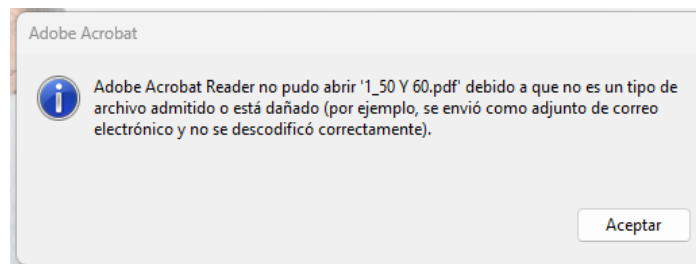 Adobe Acrobat
Adobe Acrobat Reader no pudo abrir '1_50 Y 60.pdf' debido a que no es un tipo de
archivo admitido o está dañado (por ejemplo, se envió como adjunto de correo
electrónico y no se descodificó correctamente).
Aceptar